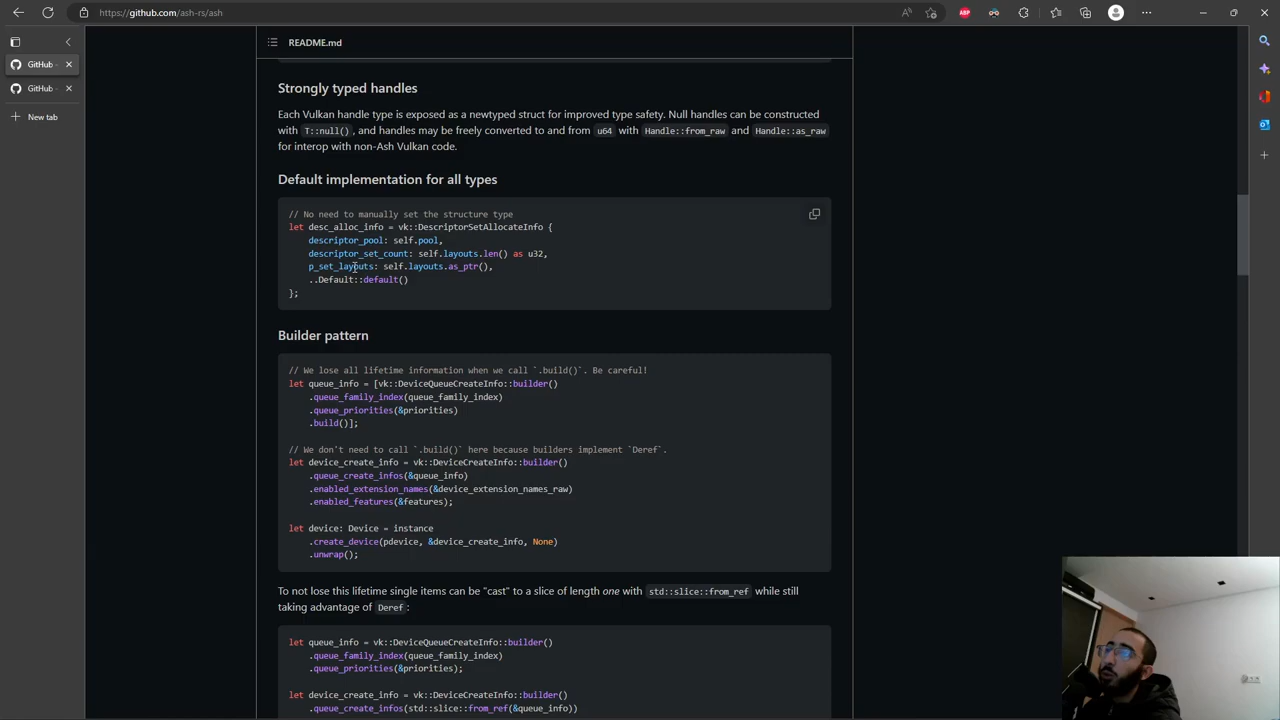 https://github.com/ash-rs/ash
ABP
GitHub
GitHub
New tab
README.md
Strongly typed handles
Each Vulkan handle type is exposed as a newtyped struct for improved type safety. Null handles can be constructed
with T::null(), and handles may be freely converted to and from u64 with Handle::from_raw and Handle::as_raw
for interop with non-Ash Vulkan code.
Default implementation for all types
// No need to manually set the structure type
let desc_alloc_info = vk::DescriptorSetAllocateInfo {
descriptor_pool: self.pool,
descriptor_set_count: self.layouts.len() as u32,
p_set_layouts: self.layouts.as_ptr(),
..Default::default()
};
Builder pattern
// We lose all lifetime information when we call `.build()`. Be careful!
let queue_info = [vk::DeviceQueueCreateInfo::builder()
.queue_family_index(queue_family_index)
.queue_priorities(&priorities)
.build()];
// We don't need to call `.build()` here because builders implement `Deref`.
let device_create_info = vk::DeviceCreateInfo::builder()
.queue_create_infos(&queue_info)
.enabled_extension_names(&device_extension_names_raw)
.enabled_features(&features);
let device: Device = instance
.create_device(pdevice, &device_create_info, None)
.unwrap();
To not lose this lifetime single items can be "cast" to a slice of length one with std::slice::from_ref while still
taking advantage of Deref:
let queue_info = vk::DeviceQueueCreateInfo::builder()
.queue_family_index(queue_family_index)
.queue_priorities(&priorities);
let device_create_info = vk::DeviceCreateInfo::builder()
.queue_create_infos(std::slice::from_ref(&queue_info))